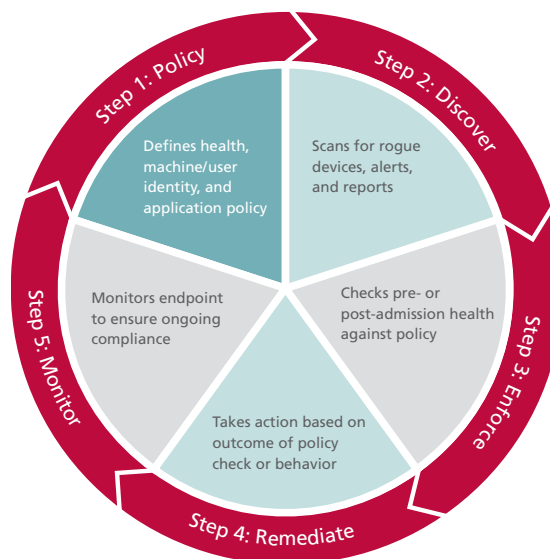 Step 1: Policy
Defines health,
machine/user
identity, and
application policy
Step 2: Discover
Scans for rogue
devices, alerts,
and reports
Step 3: Enforce
Checks pre- or
post-admission health
against policy
Step 4: Remediate
Takes action based on
outcome of policy
check or behavior
Step 5: Monitor
Monitors endpoint
to ensure ongoing
compliance